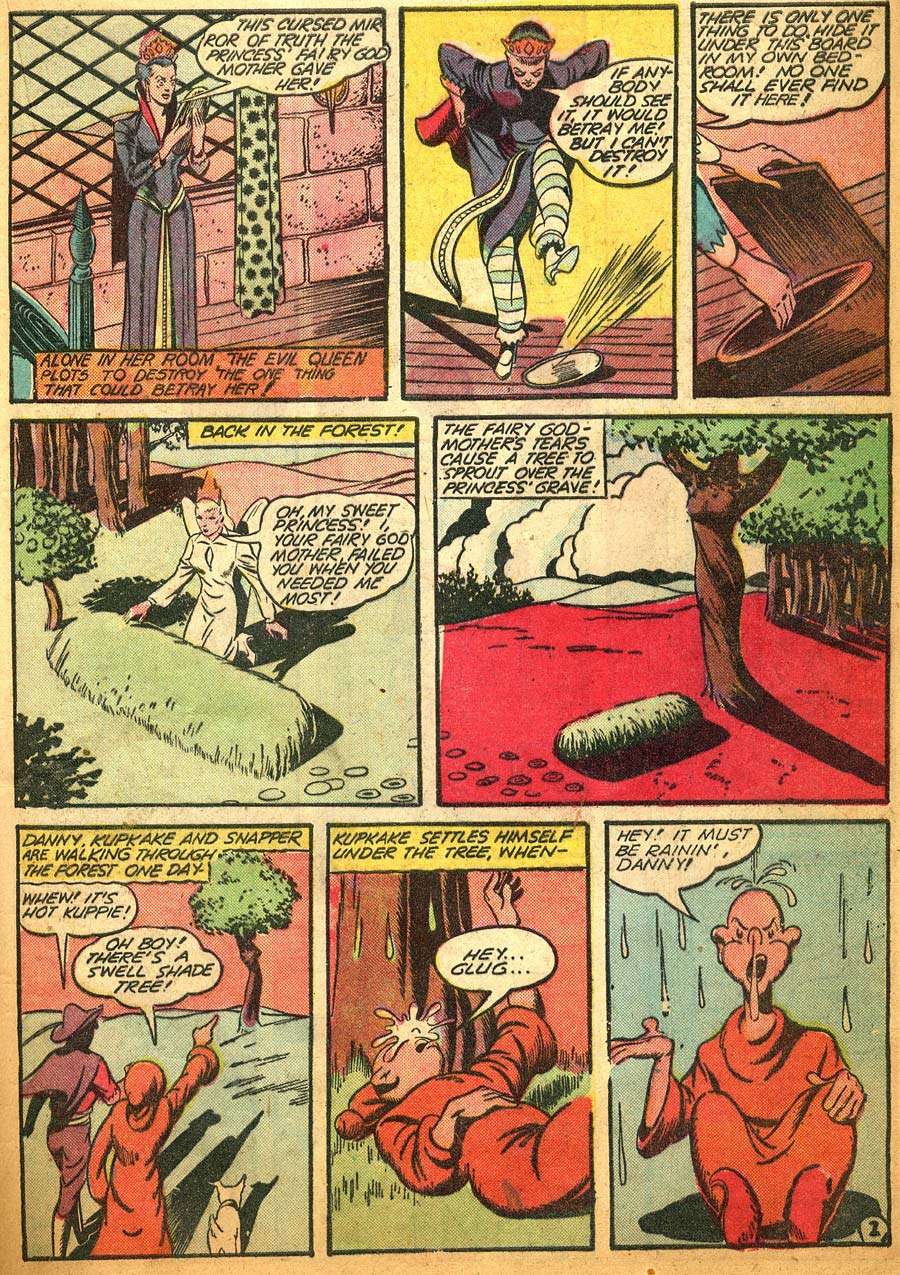 THIS CURSED MIR-
ROR OF TRUTH THE
PRINCESS' FAIRY GOD
MOTHER GAVE
HER!
ALONE IN HER ROOM THE EVIL QUEEN
PLOTS TO DESTROY THE ONE THING
THAT COULD BETRAY HER!
IF ANY-
BODY
SHOULD SEE
IT, IT WOULD
BETRAY ME!
BUT I CAN'T
DESTROY
IT!
THERE IS ONLY ONE
THING TO DO. HIDE IT
UNDER THIS BOARD
IN MY OWN BED-
ROOM! NO ONE
SHALL EVER FIND
IT HERE!
BACK IN THE FOREST!
OH, MY SWEET
PRINCESS! I,
YOUR FAIRY GOD
MOTHER, FAILED
YOU WHEN YOU
NEEDED ME
MOST!
THE FAIRY GOD-
MOTHER'S TEARS
CAUSE A TREE TO
SPROUT OVER THE
PRINCESS' GRAVE!
DANNY, KUPKAKE AND SNAPPER
ARE WALKING THROUGH
THE FOREST ONE DAY-
WHEW! IT'S
HOT KUPPIE!
OH BOY!
THERE'S A
SWELL SHADE
TREE!
KUPKAKE SETTLES HIMSELF
UNDER THE TREE, WHEN-
HEY...
GLUG...
HEY! IT MUST
BE RAININ',
DANNY!
2